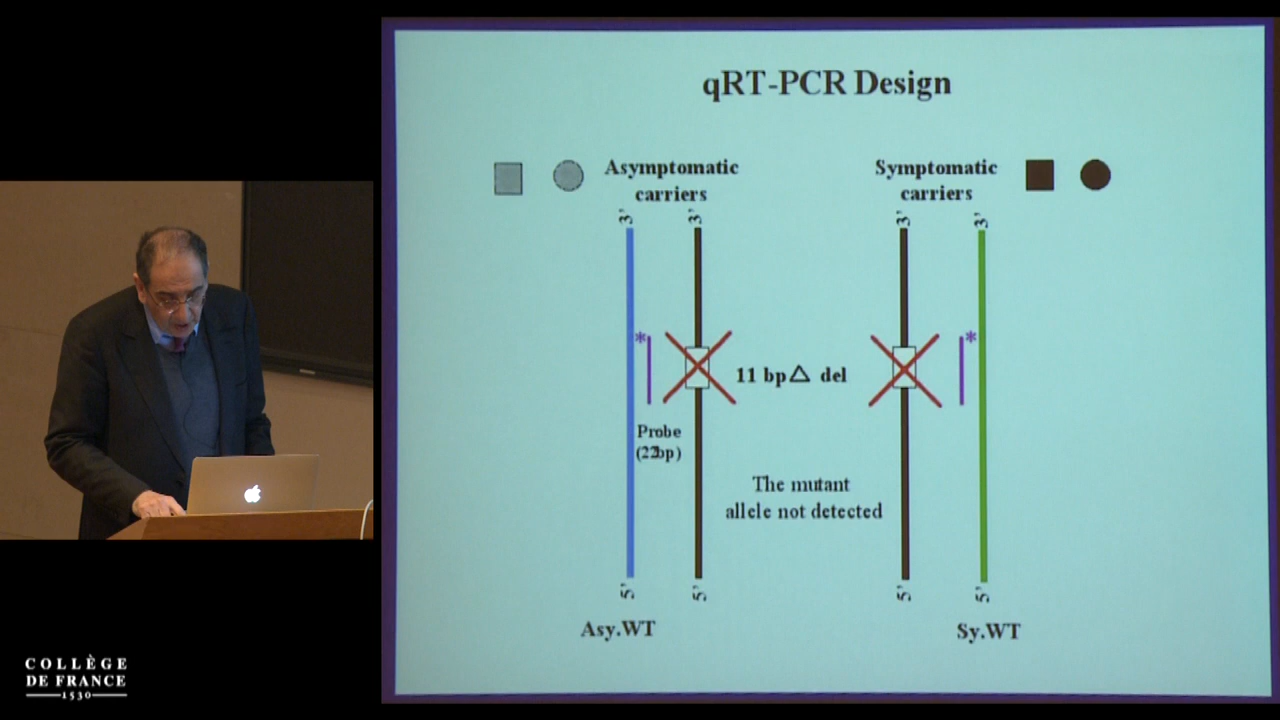 qRT-PCR Design
Asymptomatic
carriers
Symptomatic
carriers
3'
3'
3'
3'
*
*
11 bp △ del
Probe
(22bp)
The mutant
allele not detected
5'
5'
5'
5'
Asy.WT
Sy.WT
COLLÈGE
DE FRANCE
1530